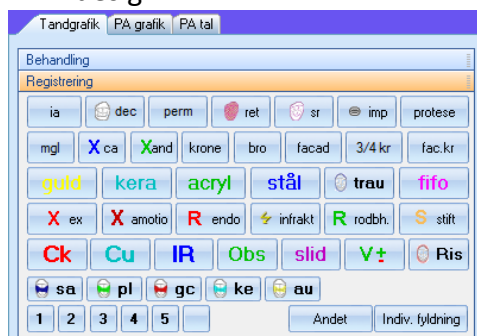 Tandgrafik PA grafik PA tal
Behandling
Registrering
ia dec perm ret sr imp protese
mgl X ca Xand krone bro facad 3/4 kr fac.kr
guld kera acryl stål trau fifo
X ex X amotio R endo infrakt R rodbh. S stift
Ck Cu IR Obs slid V± Ris
sa pl gc ke au
1 2 3 4 5 Andet Indiv. fyldning